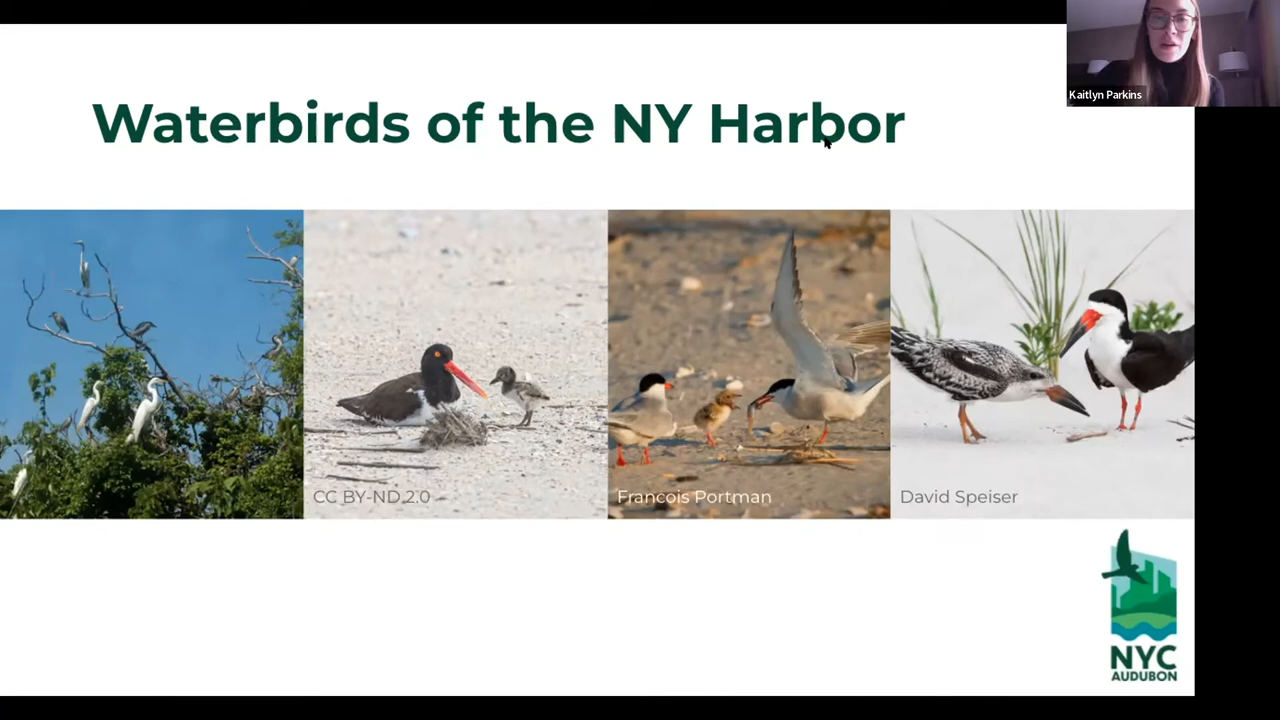 Kaitlyn Parkins
Waterbirds of the NY Harbor
CC BY-ND 2.0
Francois Portman
David Speiser
NYC
AUDUBON